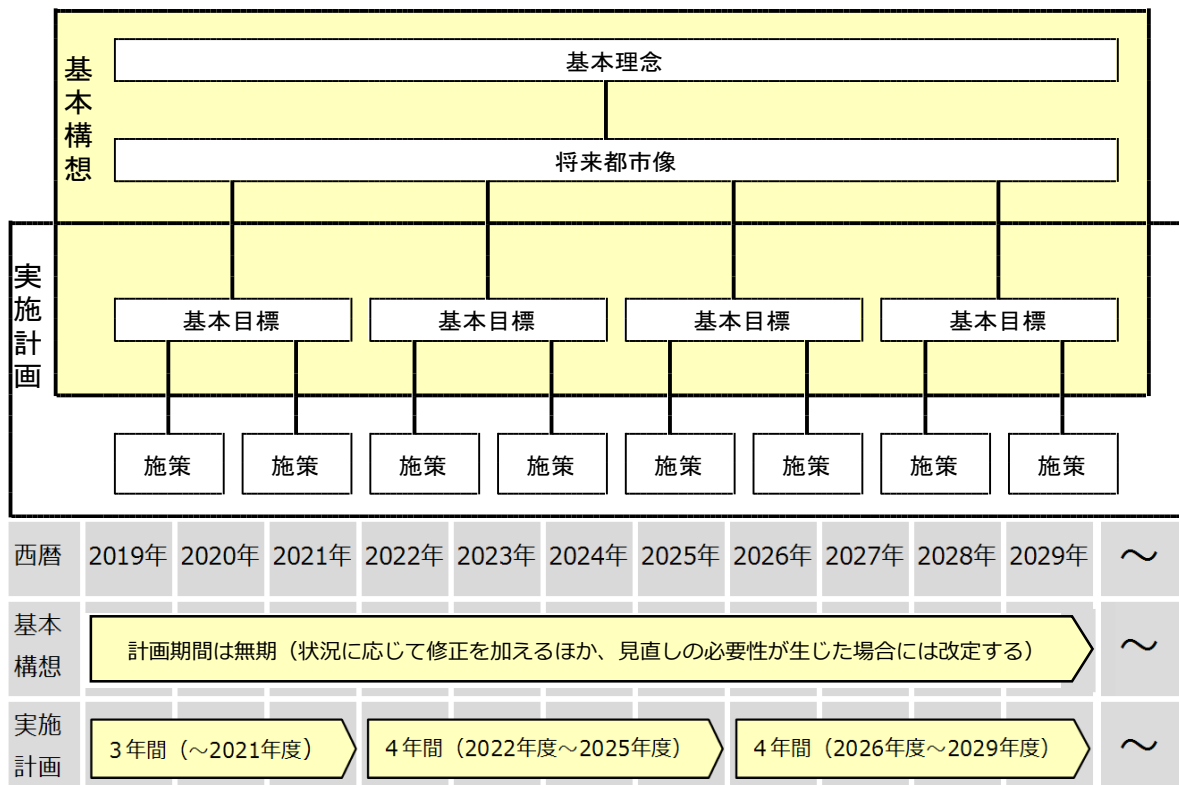 基本構想
基本理念
将来都市像
実施計画
基本目標 基本目標 基本目標 基本目標
施策 施策 施策 施策 施策 施策 施策 施策
西暦 2019年 2020年 2021年 2022年 2023年 2024年 2025年 2026年 2027年 2028年 2029年 ～
基本
構想
計画期間は無期（状況に応じて修正を加えるほか、見直しの必要性が生じた場合には改定する） ～
実施
計画
３年間（～2021年度） ４年間（2022年度～2025年度） ４年間（2026年度～2029年度） ～